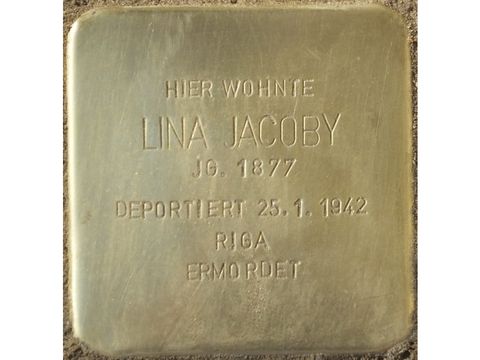 HIER WOHNTE
LINA JACOBY
JG. 1877
DEPORTIERT 25.1.1942
RIGA
ERMORDET